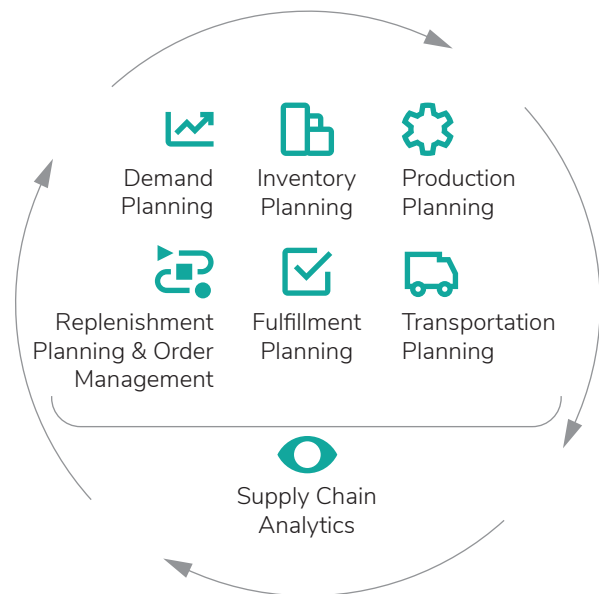 Demand
Planning
Inventory
Planning
Production
Planning
Replenishment
Planning & Order
Management
Fulfillment
Planning
Transportation
Planning
Supply Chain
Analytics